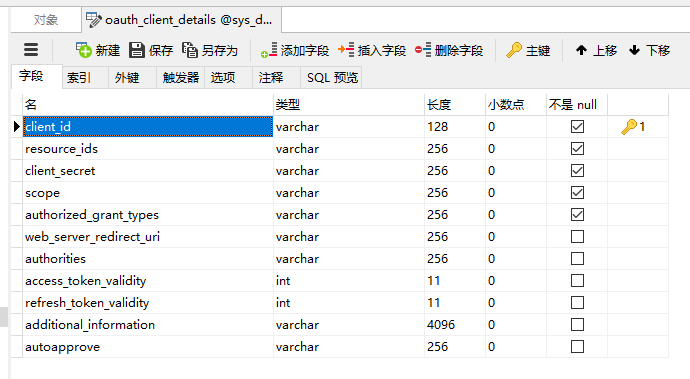 对象 oauth_client_details @sys_d...
新建 保存 另存为 添加字段 插入字段 删除字段 主键 上移 下移
字段 索引 外键 触发器 选项 注释 SQL 预览
名 类型 长度 小数点 不是 null
client_id varchar 128 0 1
resource_ids varchar 256 0
client_secret varchar 256 0
scope varchar 256 0
authorized_grant_types varchar 256 0
web_server_redirect_uri varchar 256 0
authorities varchar 256 0
access_token_validity int 11 0
refresh_token_validity int 11 0
additional_information varchar 4096 0
autoapprove varchar 256 0